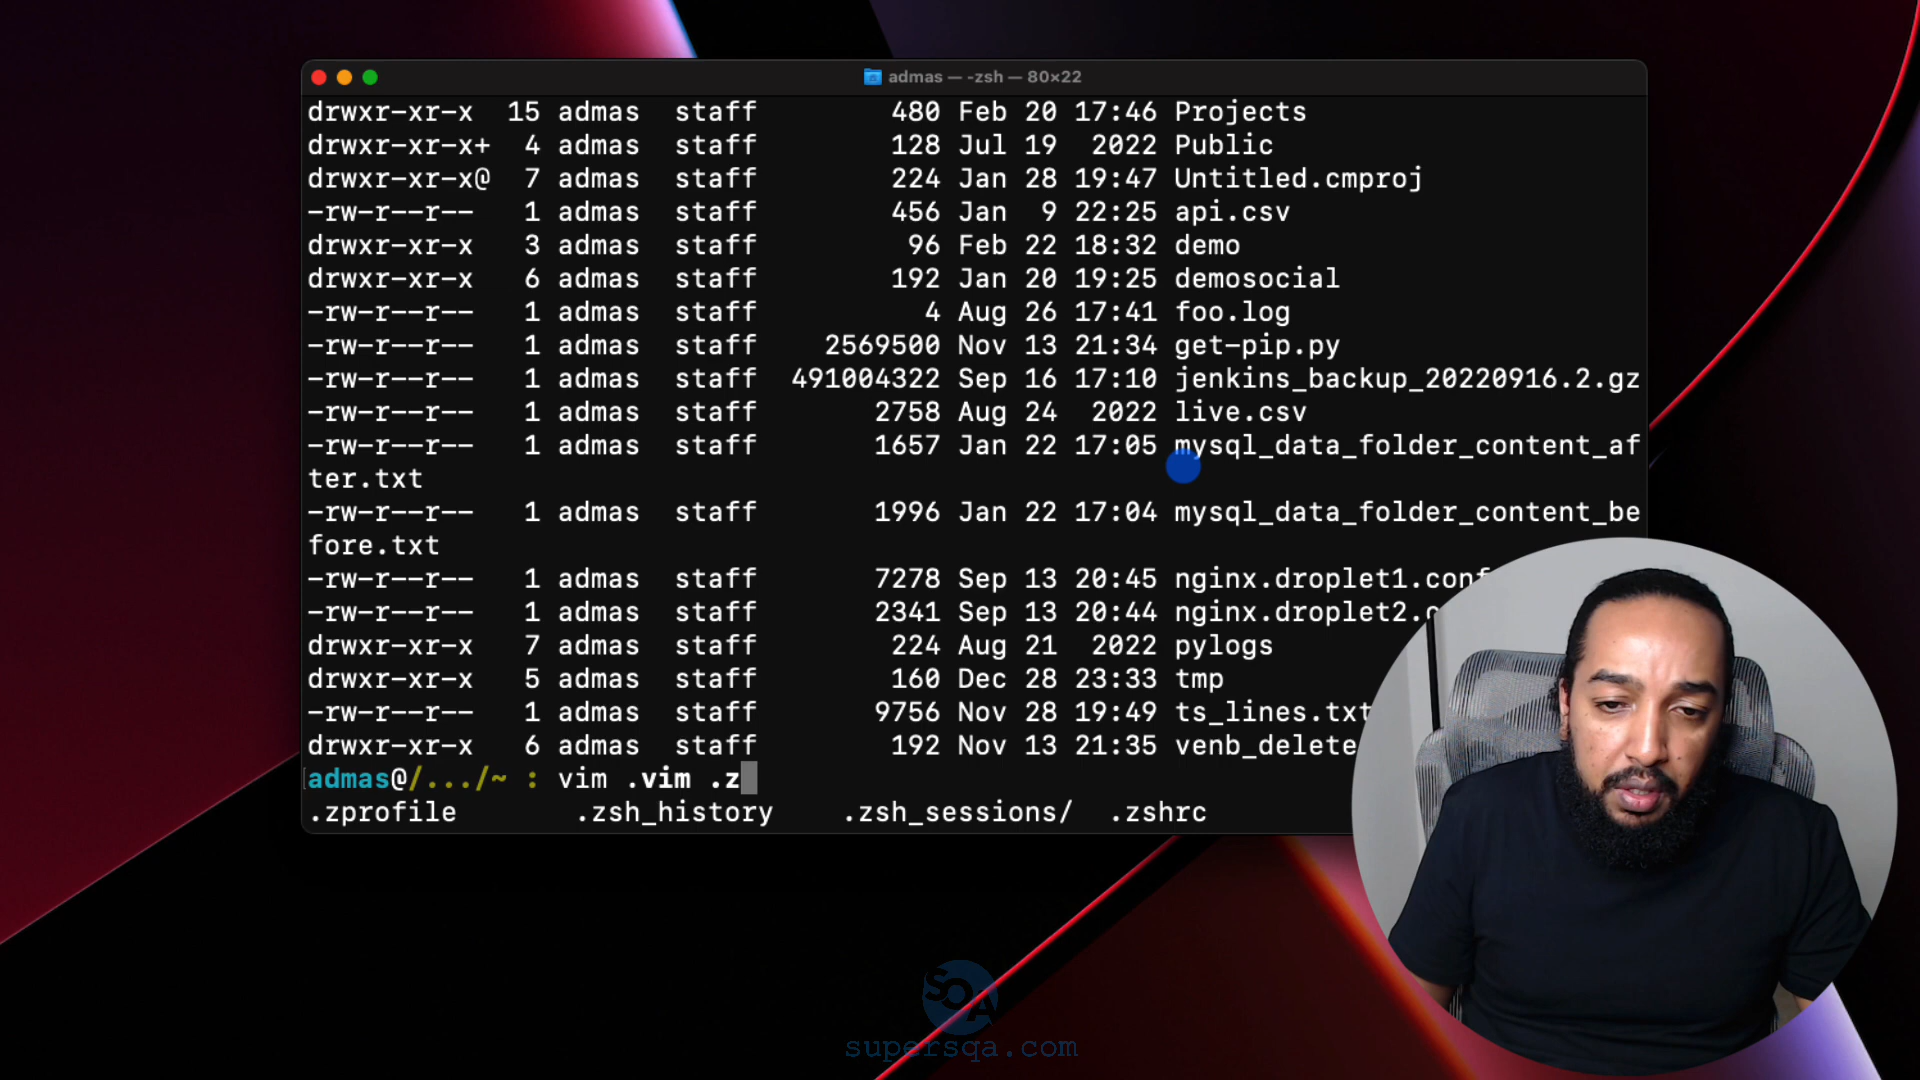 admas — -zsh — 80×22
drwxr-xr-x  15 admas  staff        480 Feb 20 17:46 Projects
drwxr-xr-x+  4 admas  staff        128 Jul 19  2022 Public
drwxr-xr-x@  7 admas  staff        224 Jan 28 19:47 Untitled.cmproj
-rw-r--r--   1 admas  staff        456 Jan  9 22:25 api.csv
drwxr-xr-x   3 admas  staff         96 Feb 22 18:32 demo
drwxr-xr-x   6 admas  staff        192 Jan 20 19:25 demosocial
-rw-r--r--   1 admas  staff          4 Aug 26 17:41 foo.log
-rw-r--r--   1 admas  staff    2569500 Nov 13 21:34 get-pip.py
-rw-r--r--   1 admas  staff  491004322 Sep 16 17:10 jenkins_backup_20220916.2.gz
-rw-r--r--   1 admas  staff       2758 Aug 24  2022 live.csv
-rw-r--r--   1 admas  staff       1657 Jan 22 17:05 mysql_data_folder_content_af
ter.txt
-rw-r--r--   1 admas  staff       1996 Jan 22 17:04 mysql_data_folder_content_be
fore.txt
-rw-r--r--   1 admas  staff       7278 Sep 13 20:45 nginx.droplet1.conf
-rw-r--r--   1 admas  staff       2341 Sep 13 20:44 nginx.droplet2.
drwxr-xr-x   7 admas  staff        224 Aug 21  2022 pylogs
drwxr-xr-x   5 admas  staff        160 Dec 28 23:33 tmp
-rw-r--r--   1 admas  staff       9756 Nov 28 19:49 ts_lines.txt
drwxr-xr-x   6 admas  staff        192 Nov 13 21:35 venb_delete
admas@/.../~ : vim .vim .z
.zprofile       .zsh_history    .zsh_sessions/  .zshrc
SQA
supersqa.com